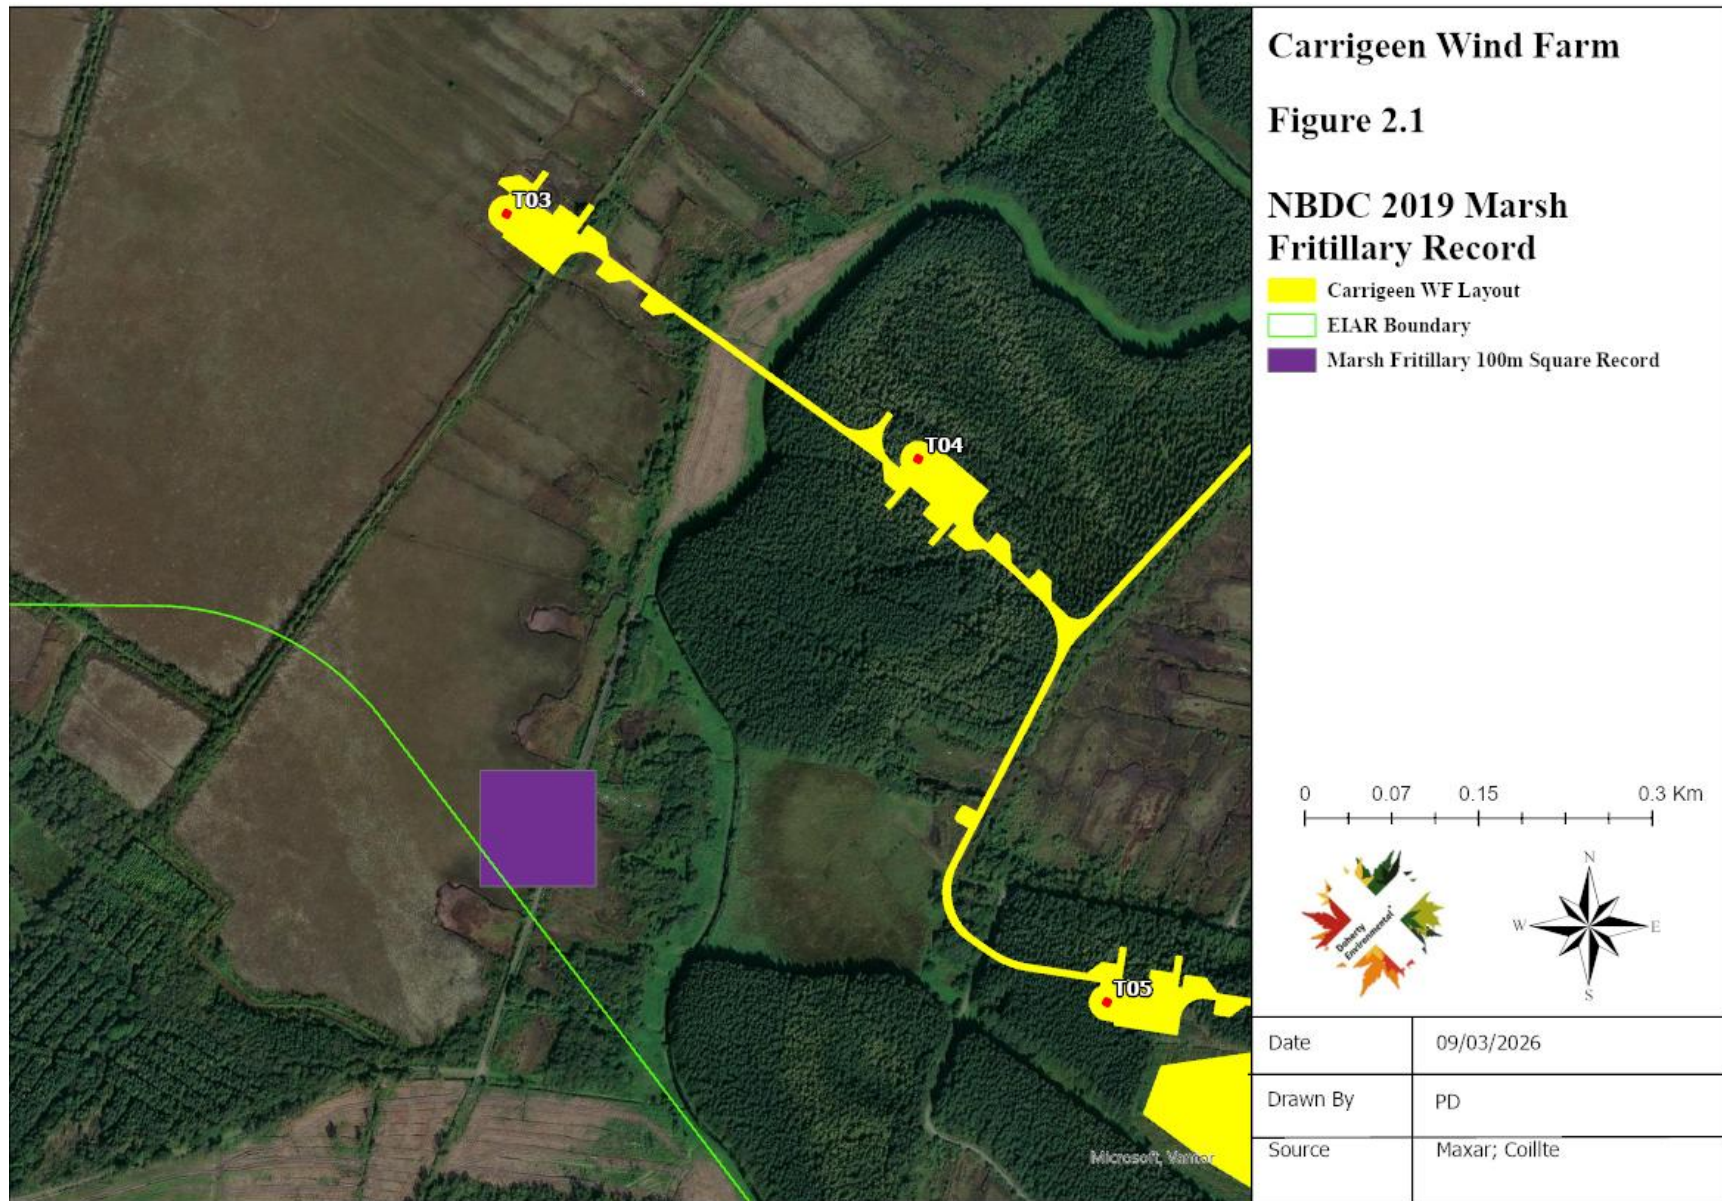 Carrigeen Wind Farm
Figure 2.1
NBDC 2019 Marsh
Fritillary Record
Carrigeen WF Layout
EIAR Boundary
Marsh Fritillary 100m Square Record
T03
T04
T05
0 0.07 0.15 0.3 Km
Doherty
Environmental
N
W E
S
Microsoft, Vantor
Date 09/03/2026
Drawn By PD
Source Maxar; Coillte